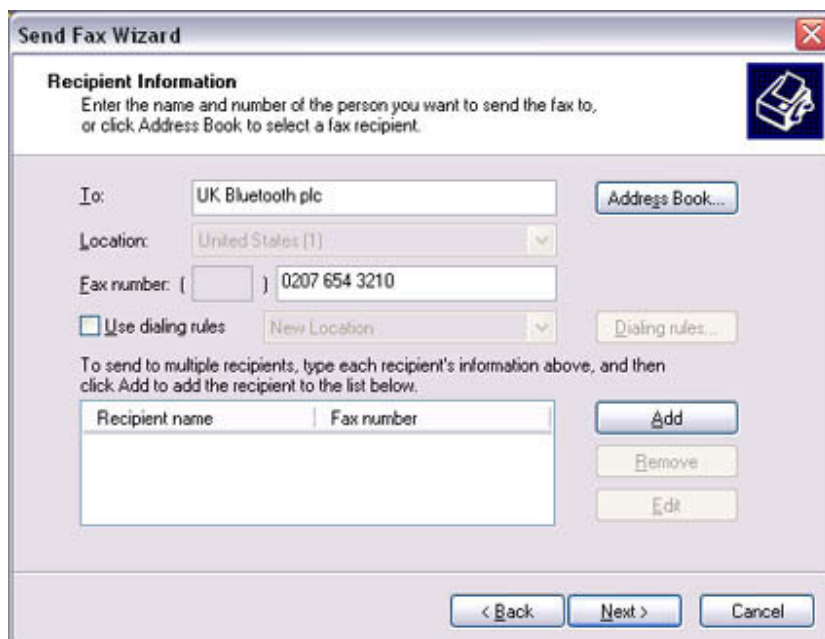 Send Fax Wizard
Recipient Information
Enter the name and number of the person you want to send the fax to,
or click Address Book to select a fax recipient.
To: UK Bluetooth plc Address Book...
Location: United States (1)
Fax number: ( ) 0207 654 3210
Use dialing rules New Location Dialing rules...
To send to multiple recipients, type each recipient's information above, and then
click Add to add the recipient to the list below.
Recipient name Fax number Add
Remove
Edit
< Back Next > Cancel